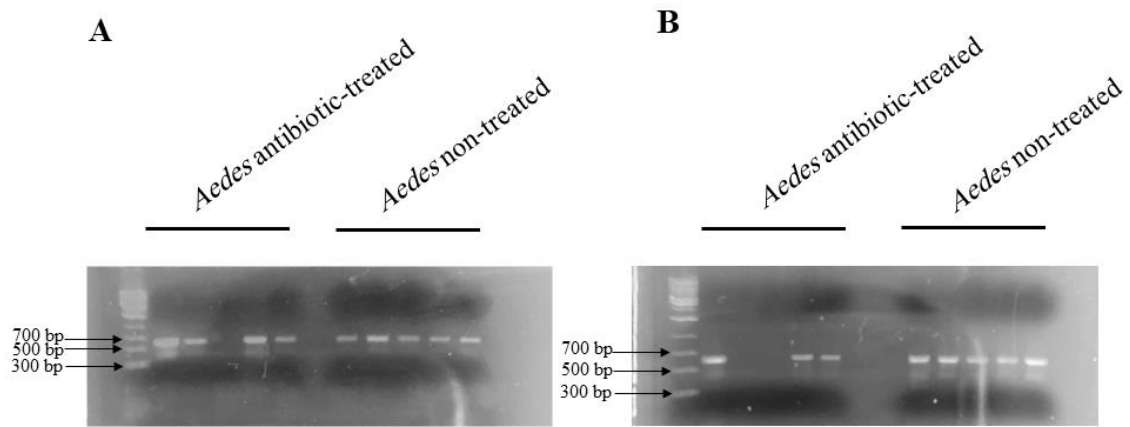 A
Aedes antibiotic-treated
Aedes non-treated
700 bp
500 bp
300 bp
B
Aedes antibiotic-treated
Aedes non-treated
700 bp
500 bp
300 bp